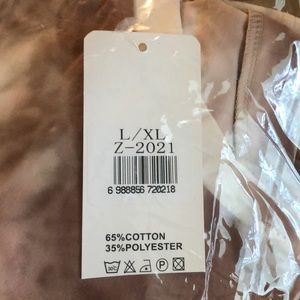 L/XL
Z-2021
6 988856 720218
65%COTTON
35%POLYESTER